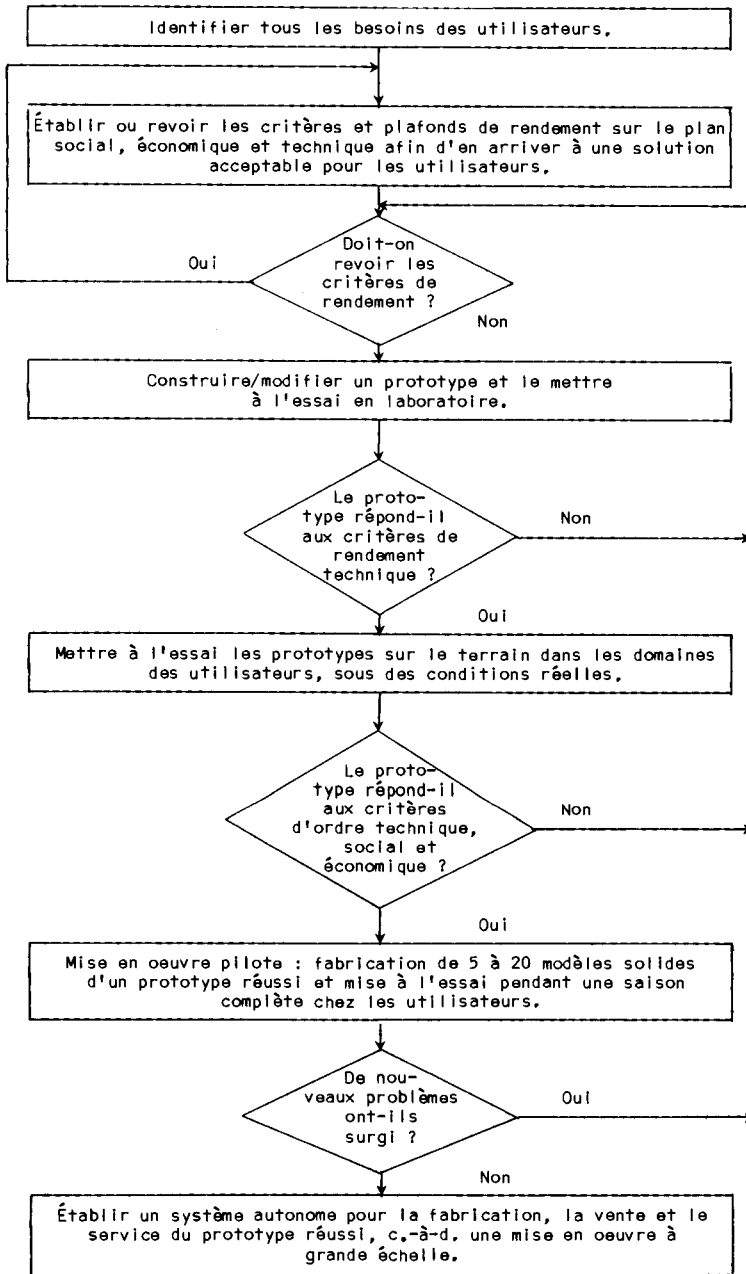 Identifier tous les besoins des utilisateurs.
Établir ou revoir les critères et plafonds de rendement sur le plan
social, économique et technique afin d'en arriver à une solution
acceptable pour les utilisateurs.
Doit-on
revoir les
critères de
rendement ?
Oui
Non
Construire/modifier un prototype et le mettre
à l'essai en laboratoire.
Le proto-
type répond-il
aux critères de
rendement
technique ?
Non
Oui
Mettre à l'essai les prototypes sur le terrain dans les domaines
des utilisateurs, sous des conditions réelles.
Le proto-
type répond-il
aux critères
d'ordre technique,
social et
économique ?
Non
Oui
Mise en oeuvre pilote : fabrication de 5 à 20 modèles solides
d'un prototype réussi et mise à l'essai pendant une saison
complète chez les utilisateurs.
De nou-
veaux problèmes
ont-ils
surgi ?
Oui
Non
Établir un système autonome pour la fabrication, la vente et le
service du prototype réussi, c.-à-d. une mise en oeuvre à
grande échelle.